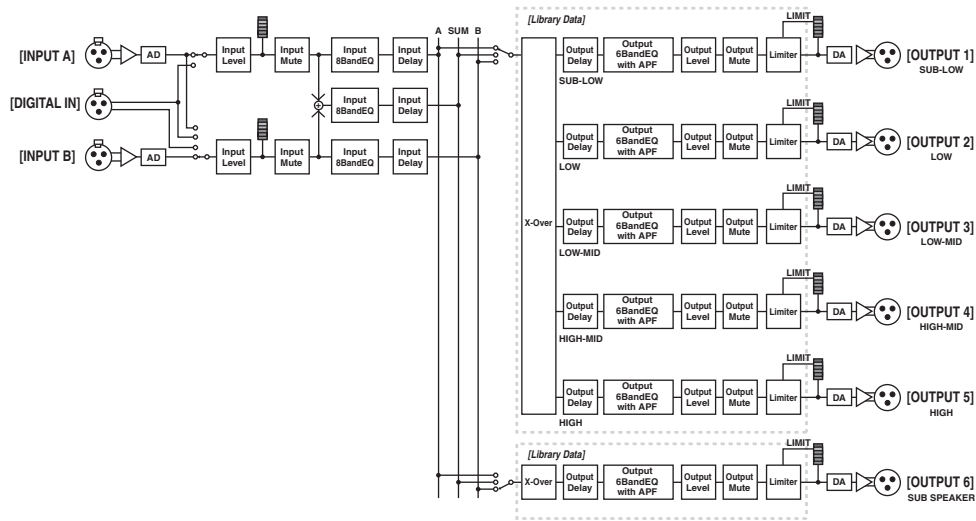 [Library Data]
LIMIT
A SUM B
[INPUT A]
AD
Input Level
Input Mute
Input 8BandEQ
Input Delay
Output Delay
Output 6BandEQ with APF
Output Level
Output Mute
Limiter
DA
[OUTPUT 1]
SUB-LOW
SUB-LOW
[DIGITAL IN]
Input 8BandEQ
Input Delay
LIMIT
[INPUT B]
AD
Input Level
Input Mute
Input 8BandEQ
Input Delay
Output Delay
Output 6BandEQ with APF
Output Level
Output Mute
Limiter
DA
[OUTPUT 2]
LOW
LOW
LIMIT
X-Over
Output Delay
Output 6BandEQ with APF
Output Level
Output Mute
Limiter
DA
[OUTPUT 3]
LOW-MID
LOW-MID
LIMIT
Output Delay
Output 6BandEQ with APF
Output Level
Output Mute
Limiter
DA
[OUTPUT 4]
HIGH-MID
HIGH-MID
LIMIT
Output Delay
Output 6BandEQ with APF
Output Level
Output Mute
Limiter
DA
[OUTPUT 5]
HIGH
HIGH
[Library Data]
LIMIT
X-Over
Output Delay
Output 6BandEQ with APF
Output Level
Output Mute
Limiter
DA
[OUTPUT 6]
SUB SPEAKER